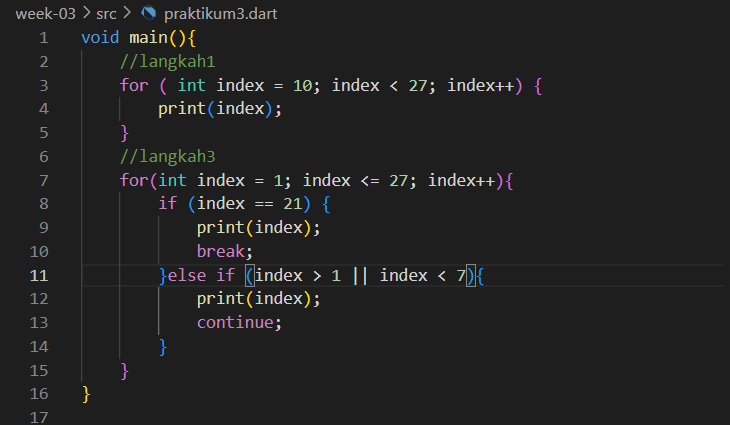 week-03 > src > praktikum3.dart
1 void main(){
2 //langkah1
3 for ( int index = 10; index < 27; index++) {
4 print(index);
5 }
6 //langkah3
7 for(int index = 1; index <= 27; index++){
8 if (index == 21) {
9 print(index);
10 break;
11 }else if (index > 1 || index < 7){
12 print(index);
13 continue;
14 }
15 }
16 }
17